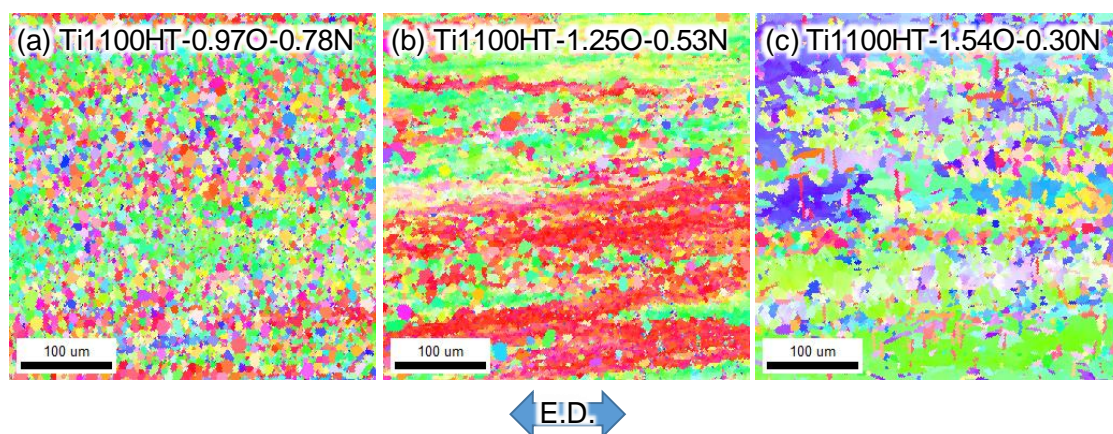 (a) Ti1100HT-0.97O-0.78N
(b) Ti1100HT-1.25O-0.53N
(c) Ti1100HT-1.54O-0.30N
100 um
100 um
100 um
E.D.